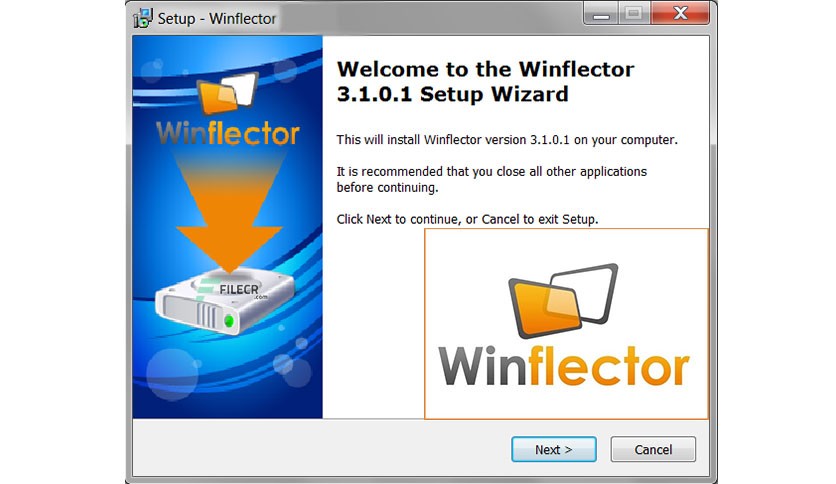 Setup - Winflector
Winflector
FILECR
.com
Welcome to the Winflector
3.1.0.1 Setup Wizard
This will install Winflector version 3.1.0.1 on your computer.
It is recommended that you close all other applications
before continuing.
Click Next to continue, or Cancel to exit Setup.
Winflector
Next >
Cancel